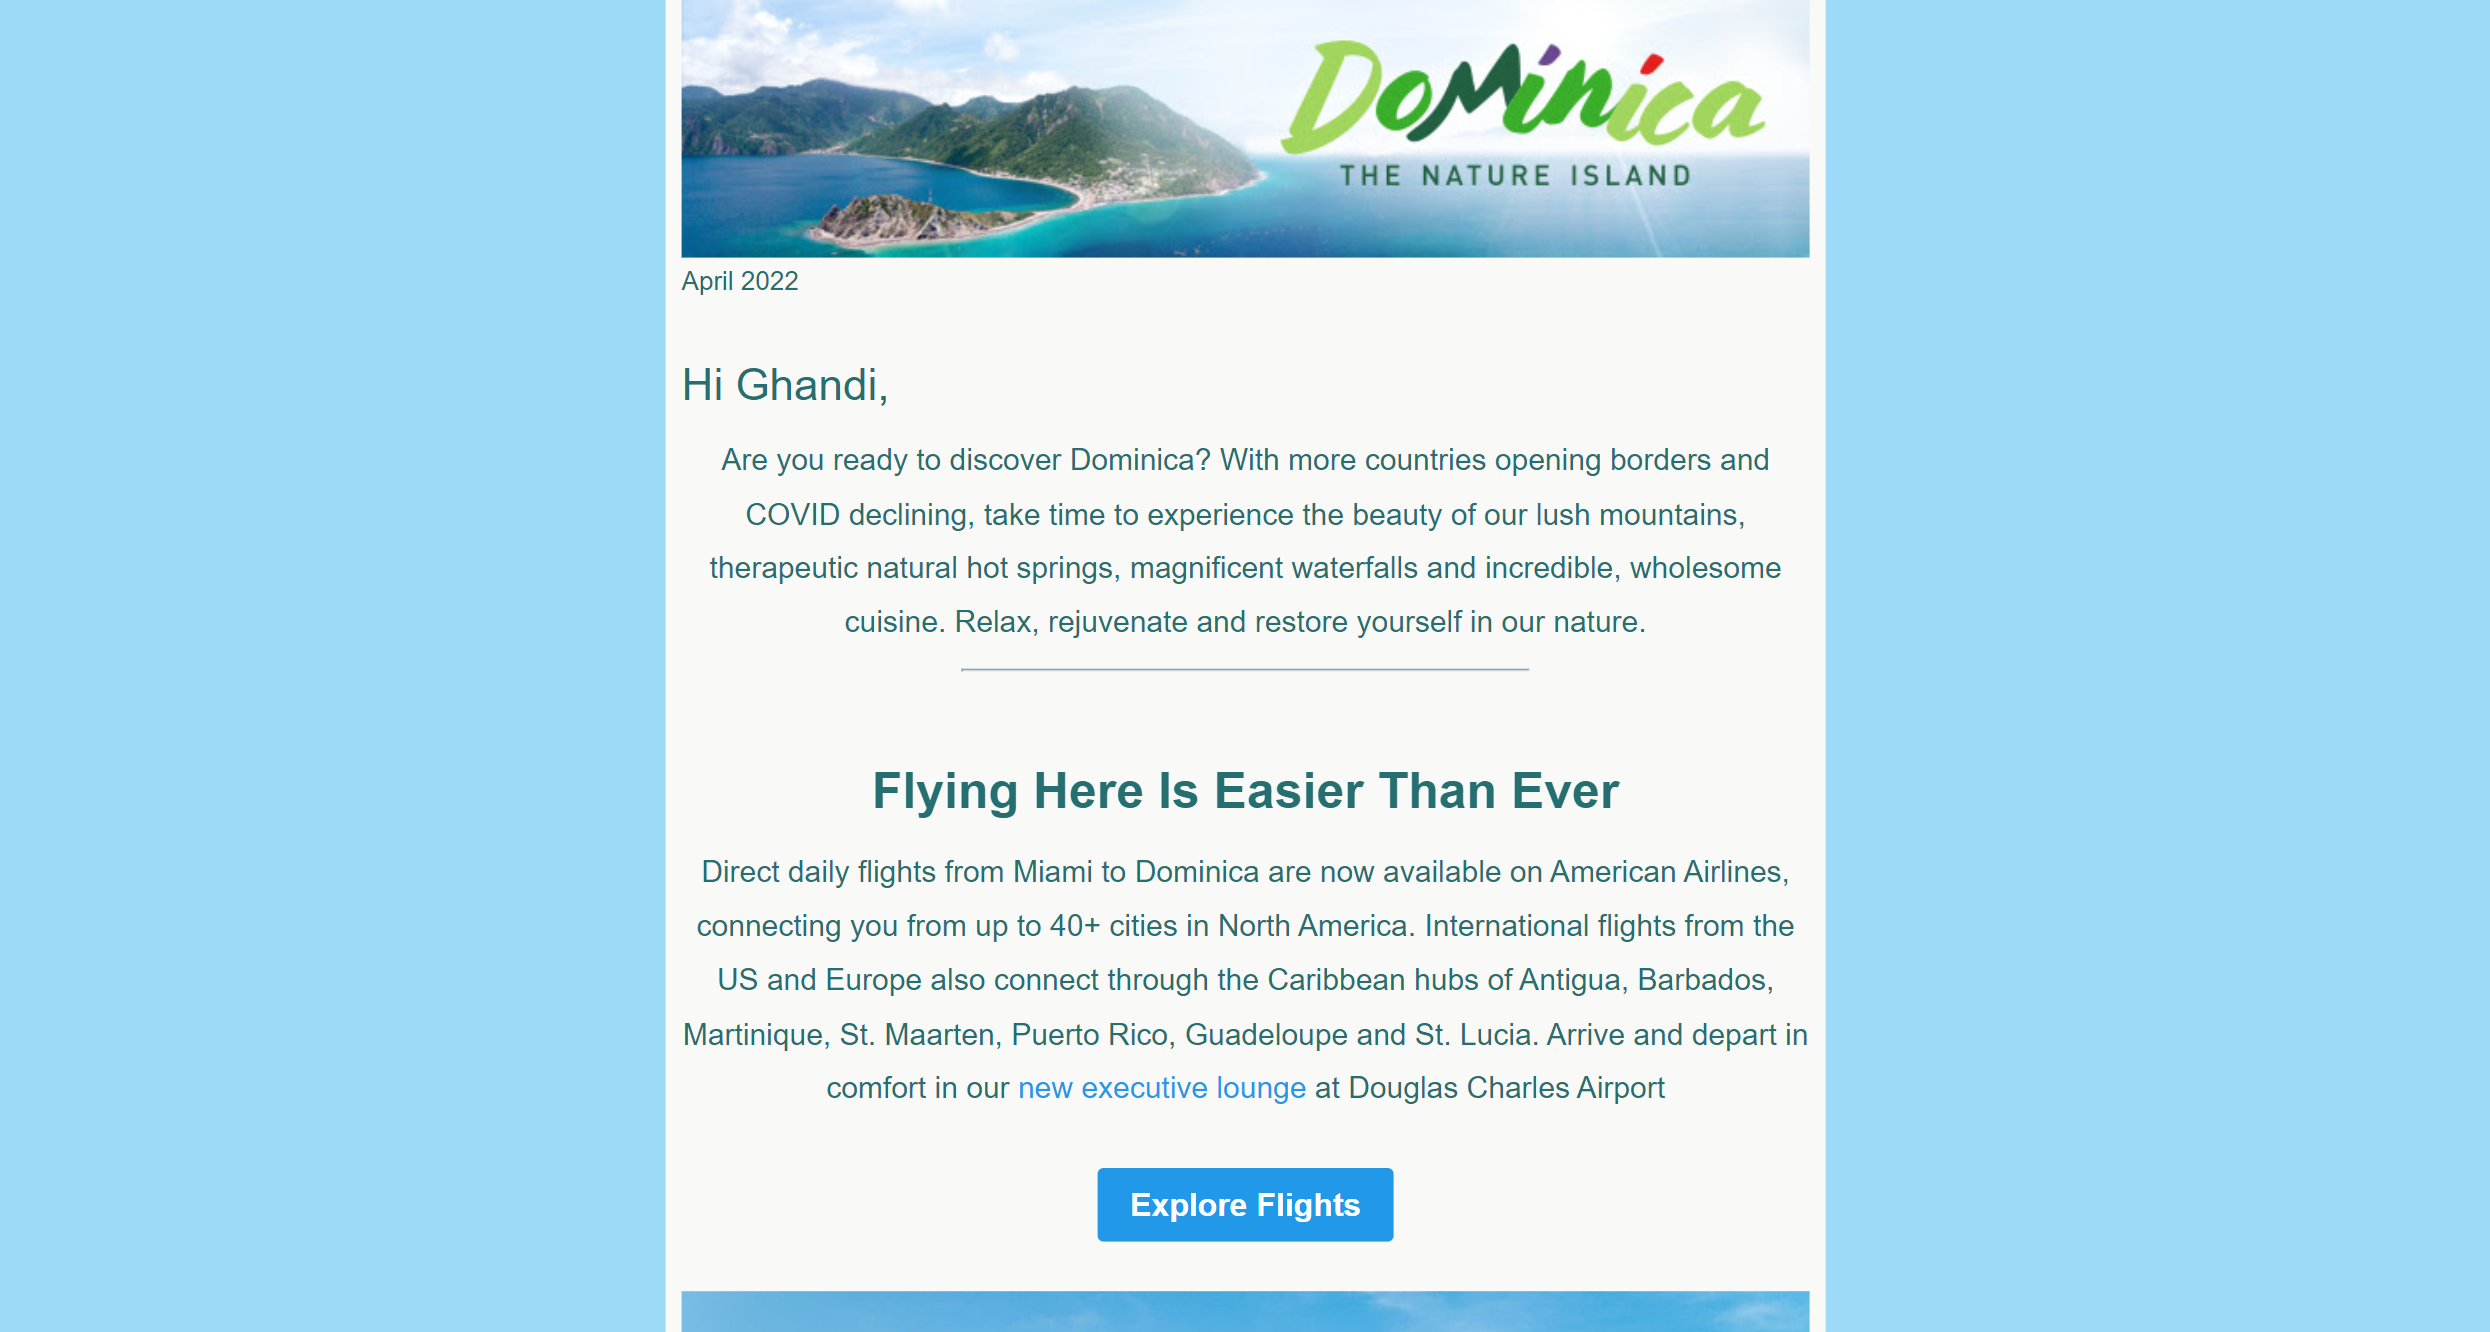 DoMinica
THE NATURE ISLAND
April 2022
Hi Ghandi,
Are you ready to discover Dominica? With more countries opening borders and
COVID declining, take time to experience the beauty of our lush mountains,
therapeutic natural hot springs, magnificent waterfalls and incredible, wholesome
cuisine. Relax, rejuvenate and restore yourself in our nature.
Flying Here Is Easier Than Ever
Direct daily flights from Miami to Dominica are now available on American Airlines,
connecting you from up to 40+ cities in North America. International flights from the
US and Europe also connect through the Caribbean hubs of Antigua, Barbados,
Martinique, St. Maarten, Puerto Rico, Guadeloupe and St. Lucia. Arrive and depart in
comfort in our new executive lounge at Douglas Charles Airport
Explore Flights